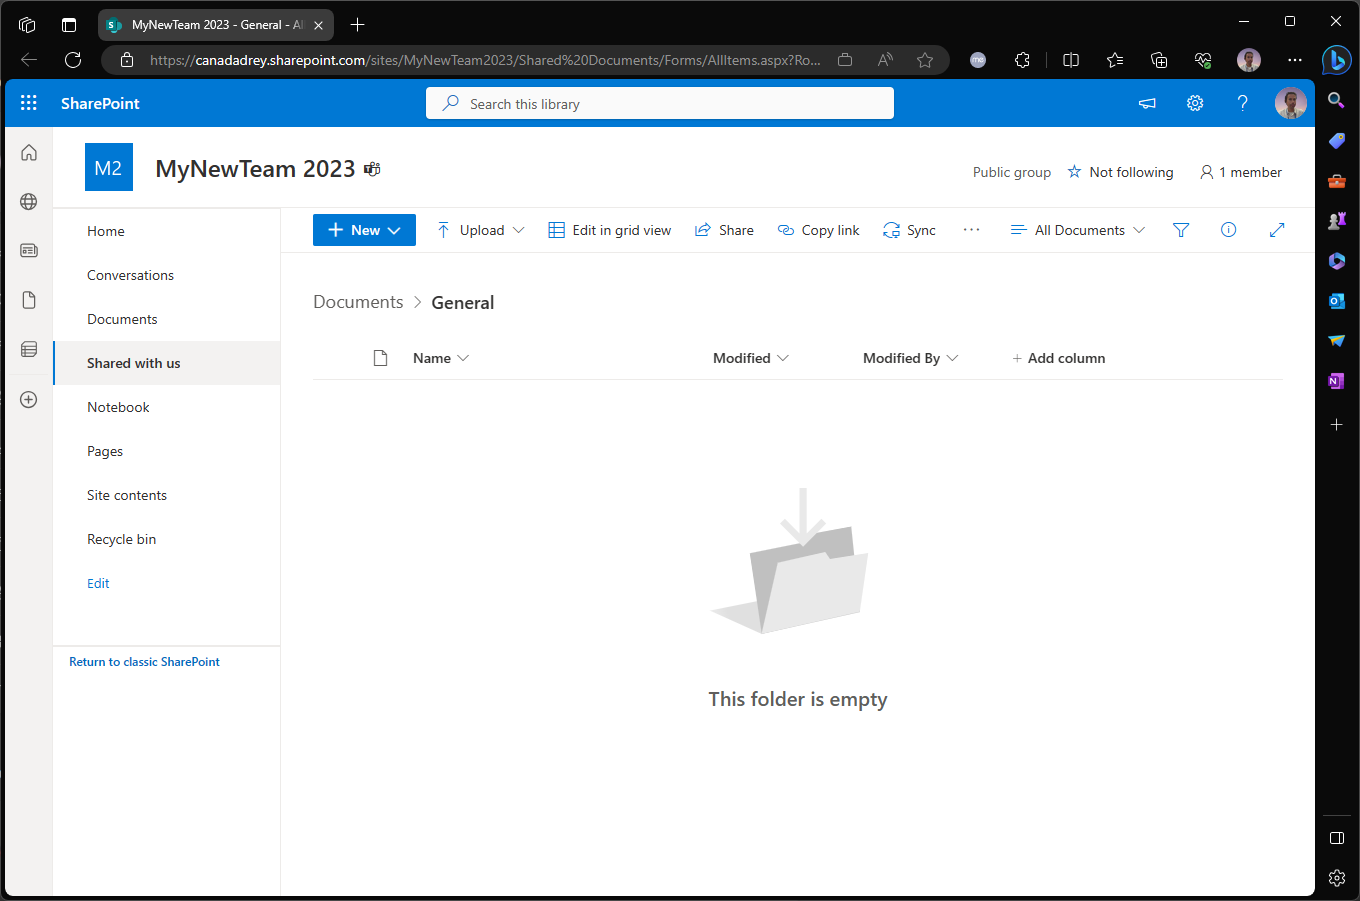 MyNewTeam 2023 - General - Al
https://canadadrey.sharepoint.com/sites/MyNewTeam2023/Shared%20Documents/Forms/AllItems.aspx?Ro...
SharePoint
Search this library
M2
MyNewTeam 2023
Public group
Not following
1 member
Home
Conversations
Documents
Shared with us
Notebook
Pages
Site contents
Recycle bin
Edit
Return to classic SharePoint
New
Upload
Edit in grid view
Share
Copy link
Sync
All Documents
Documents > General
Name
Modified
Modified By
+ Add column
This folder is empty